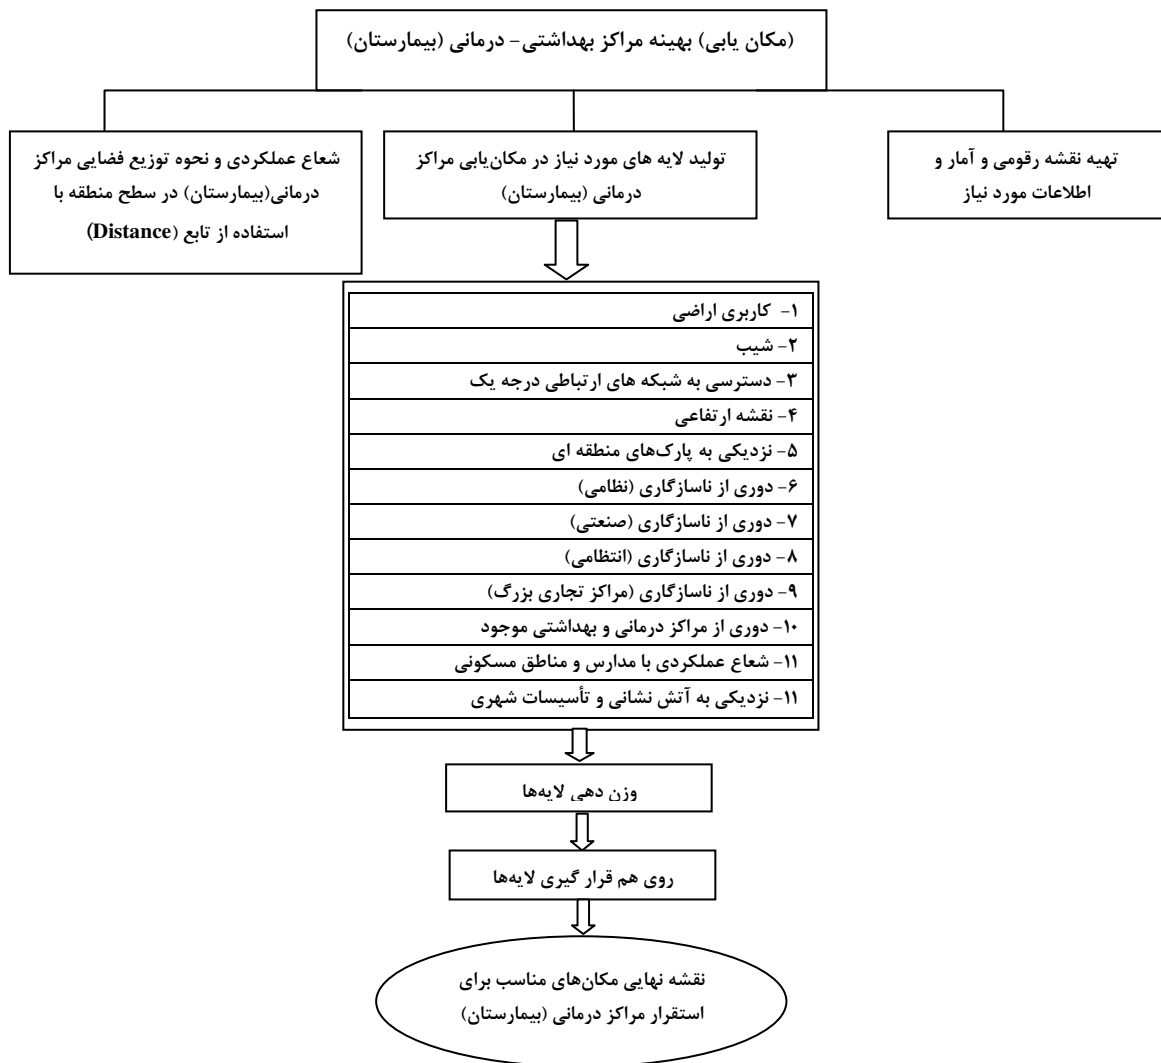 (مکان یابی) بهینه مراکز بهداشتی- درمانی (بیمارستان)
تهیه نقشه رقومی و آمار و
اطلاعات مورد نیاز
تولید لایه های مورد نیاز در مکان‌یابی مراکز
درمانی (بیمارستان)
شعاع عملکردی و نحوه توزیع فضایی مراکز
درمانی(بیمارستان) در سطح منطقه با
استفاده از تابع (Distance)
۱- کاربری اراضی
۲- شیب
۳- دسترسی به شبکه های ارتباطی درجه یک
۴- نقشه ارتفاعی
۵- نزدیکی به پارک‌های منطقه ای
۶- دوری از ناسازگاری (نظامی)
۷- دوری از ناسازگاری (صنعتی)
۸- دوری از ناسازگاری (انتظامی)
۹- دوری از ناسازگاری (مراکز تجاری بزرگ)
۱۰- دوری از مراکز درمانی و بهداشتی موجود
۱۱- شعاع عملکردی با مدارس و مناطق مسکونی
۱۱- نزدیکی به آتش نشانی و تأسیسات شهری
وزن دهی لایه‌ها
روی هم قرار گیری لایه‌ها
نقشه نهایی مکان‌های مناسب برای
استقرار مراکز درمانی (بیمارستان)